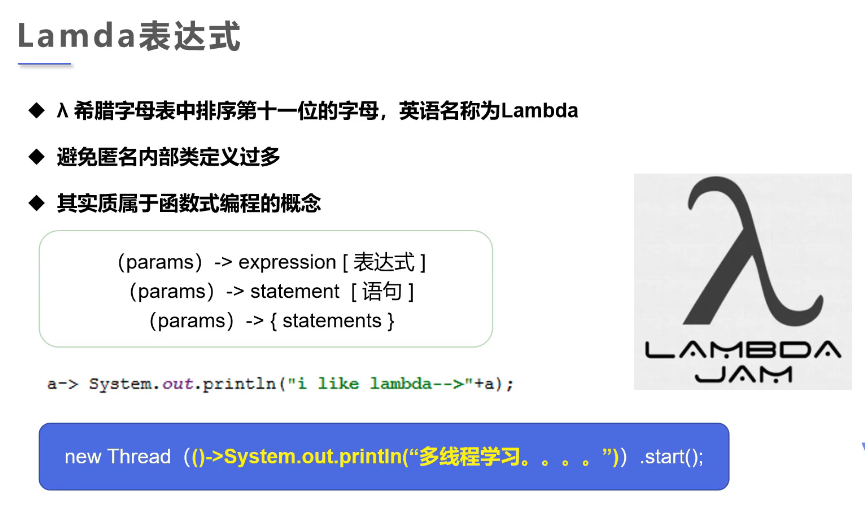 Lamda表达式
◆ λ 希腊字母表中排序第十一位的字母，英语名称为Lambda
◆ 避免匿名内部类定义过多
◆ 其实质属于函数式编程的概念
（params）-> expression [ 表达式 ]
（params）-> statement [ 语句 ]
（params）-> { statements }
λ
LAMBDA
JAM
a-> System.out.println("i like lambda-->"+a);
new Thread（()->System.out.println(“多线程学习。。。。”)）.start();